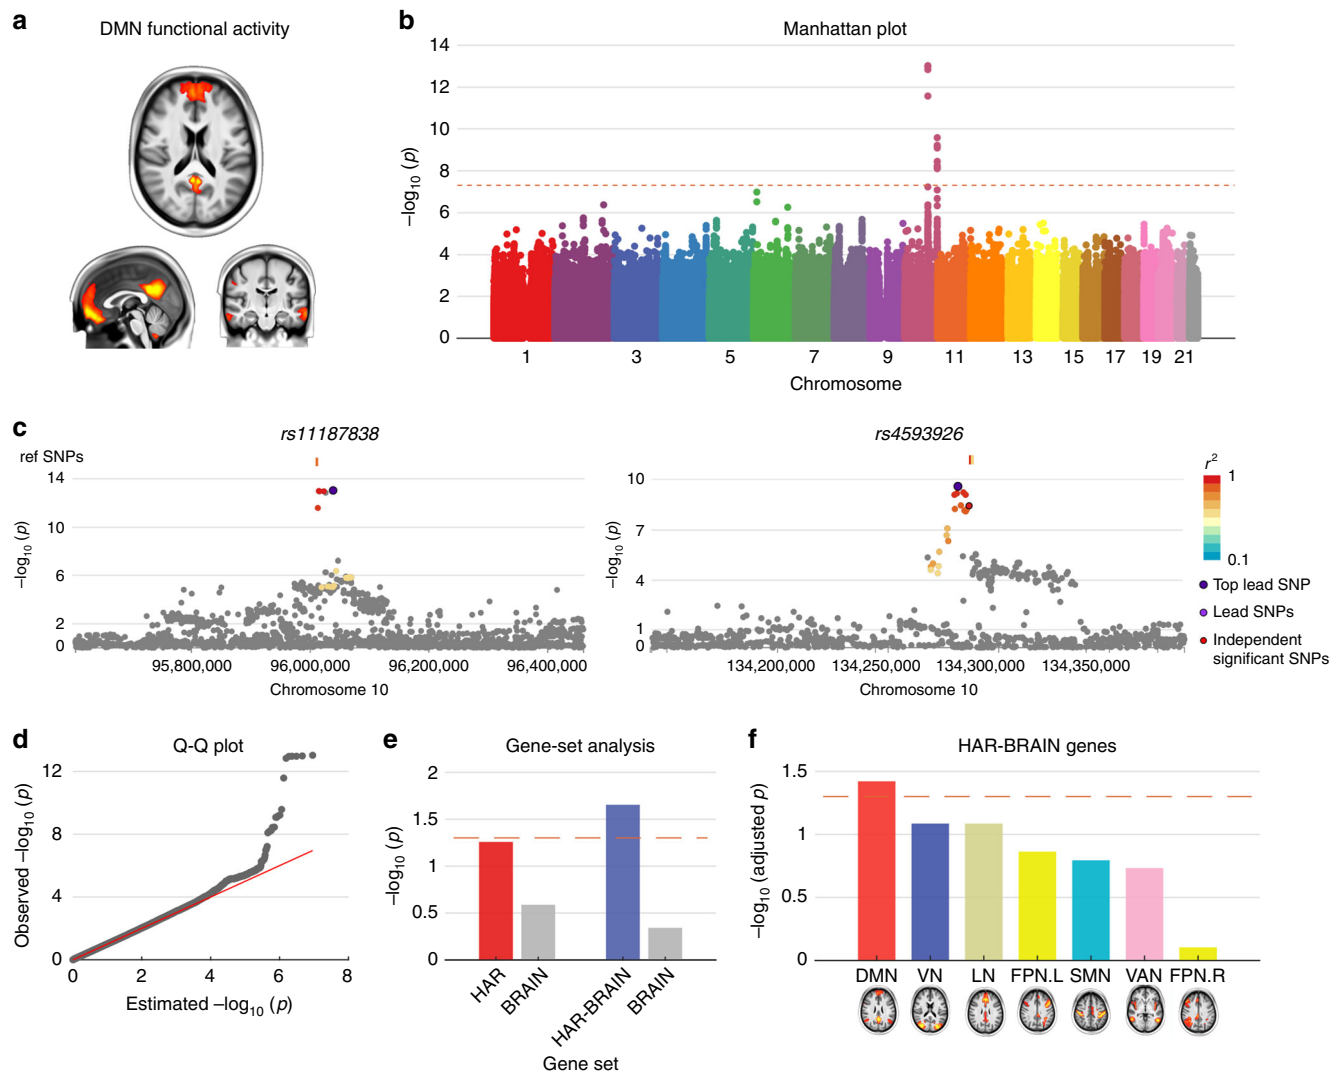 a
DMN functional activity
b
Manhattan plot
14
12
10
8
6
4
2
0
–log10 (p)
1 3 5 7 9 11 13 15 17 19 21
Chromosome
c
rs11187838
ref SNPs
14
10
6
2
0
–log10 (p)
95,800,000 96,000,000 96,200,000 96,400,000
Chromosome 10
rs4593926
10
7
4
1
0
–log10 (p)
134,200,000 134,250,000 134,300,000 134,350,000
Chromosome 10
r2
1
0.1
Top lead SNP
Lead SNPs
Independent
significant SNPs
d
Q-Q plot
12
8
4
0
Observed –log10 (p)
0 2 4 6 8
Estimated –log10 (p)
e
Gene-set analysis
2
1.5
1
0.5
0
–log10 (p)
HAR
BRAIN
HAR-BRAIN
BRAIN
Gene set
f
HAR-BRAIN genes
1.5
1
0.5
0
–log10 (adjusted p)
DMN VN LN FPN.L SMN VAN FPN.R